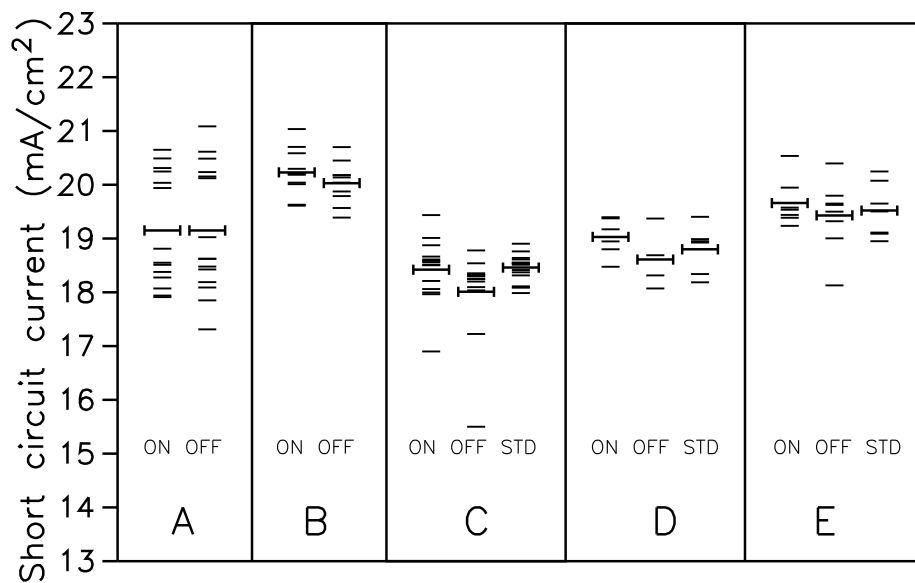 Short circuit current (mA/cm²)
23
22
21
20
19
18
17
16
15
14
13
ON OFF
ON OFF
ON OFF STD
ON OFF STD
ON OFF STD
A
B
C
D
E